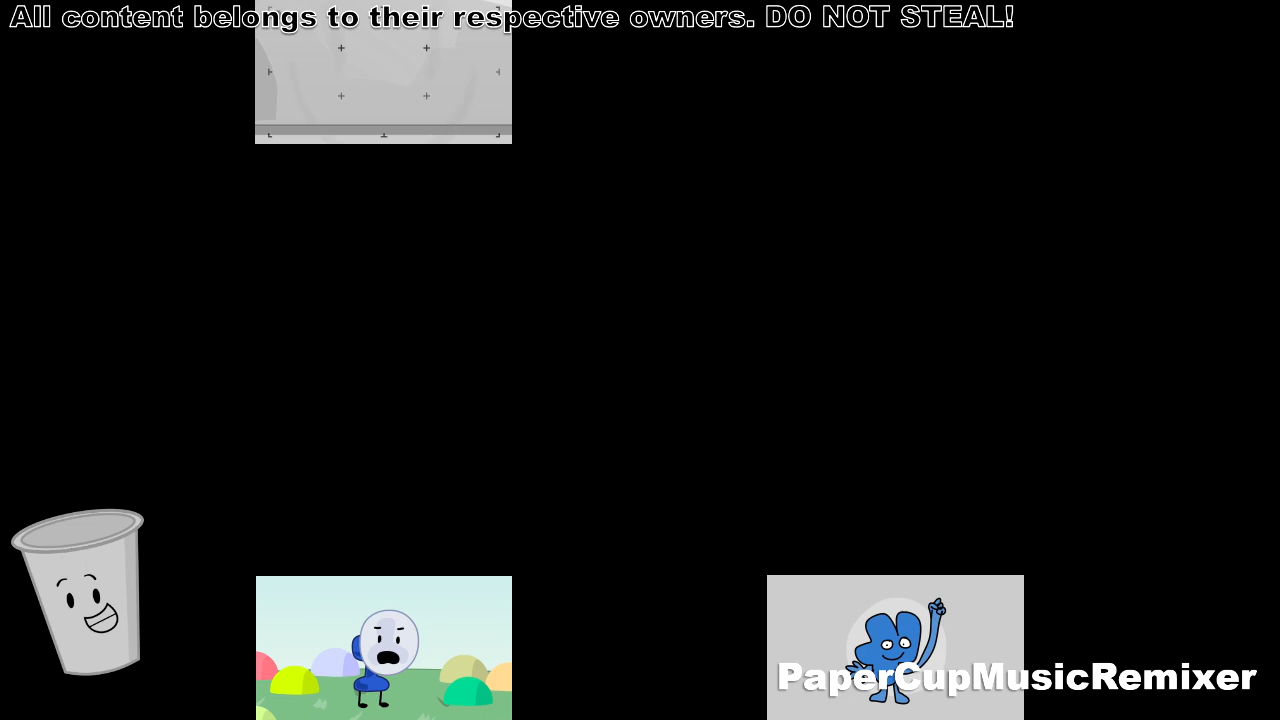 All content belongs to their respective owners. DO NOT STEAL!
PaperCupMusicRemixer